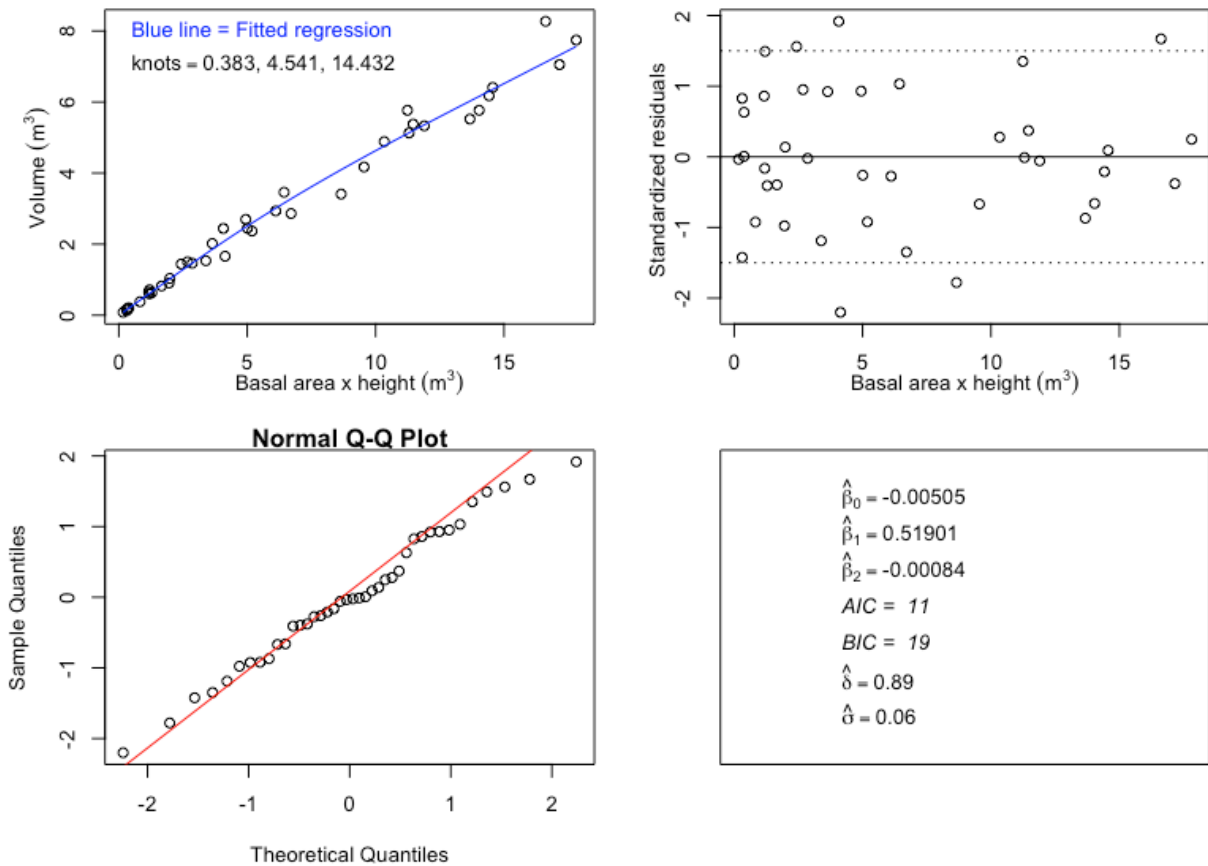 Blue line = Fitted regression
knots = 0.383, 4.541, 14.432
Volume (m³)
0 2 4 6 8
0 5 10 15
Basal area x height (m³)
Standardized residuals
-2 -1 0 1 2
0 5 10 15
Basal area x height (m³)
Normal Q-Q Plot
Sample Quantiles
-2 -1 0 1 2
-2 -1 0 1 2
Theoretical Quantiles
β̂₀ = -0.00505
β̂₁ = 0.51901
β̂₂ = -0.00084
AIC = 11
BIC = 19
δ̂ = 0.89
σ̂ = 0.06